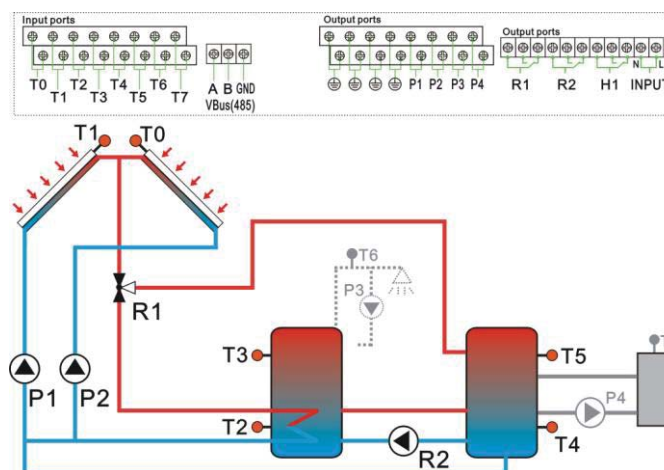 Input ports
T0 T2 T4 T6
T1 T3 T5 T7
A B GND
VBus(485)
Output ports
P1 P2 P3 P4
Output ports
R1 R2 H1 N L
INPUT
T1 T0
T6
P3
R1
T3
T5
P1 P2
T2
R2
T4
P4
T